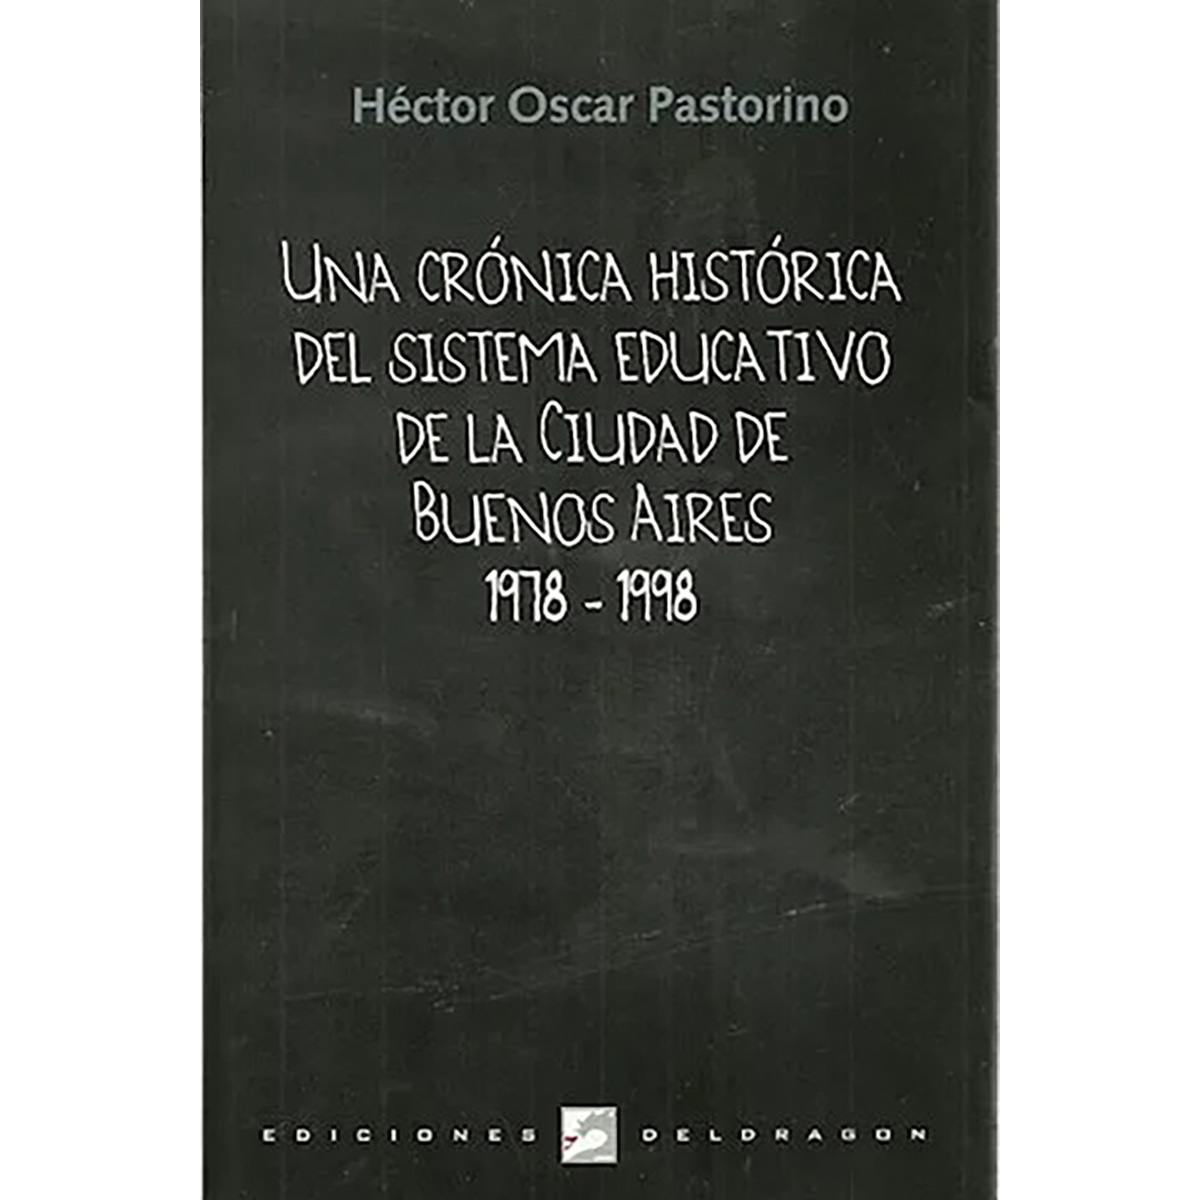 Héctor Oscar Pastorino
UNA CRÓNICA HISTÓRICA
DEL SISTEMA EDUCATIVO
DE LA CIUDAD DE
BUENOS AIRES
1978 - 1998
EDICIONES DELDRAGON